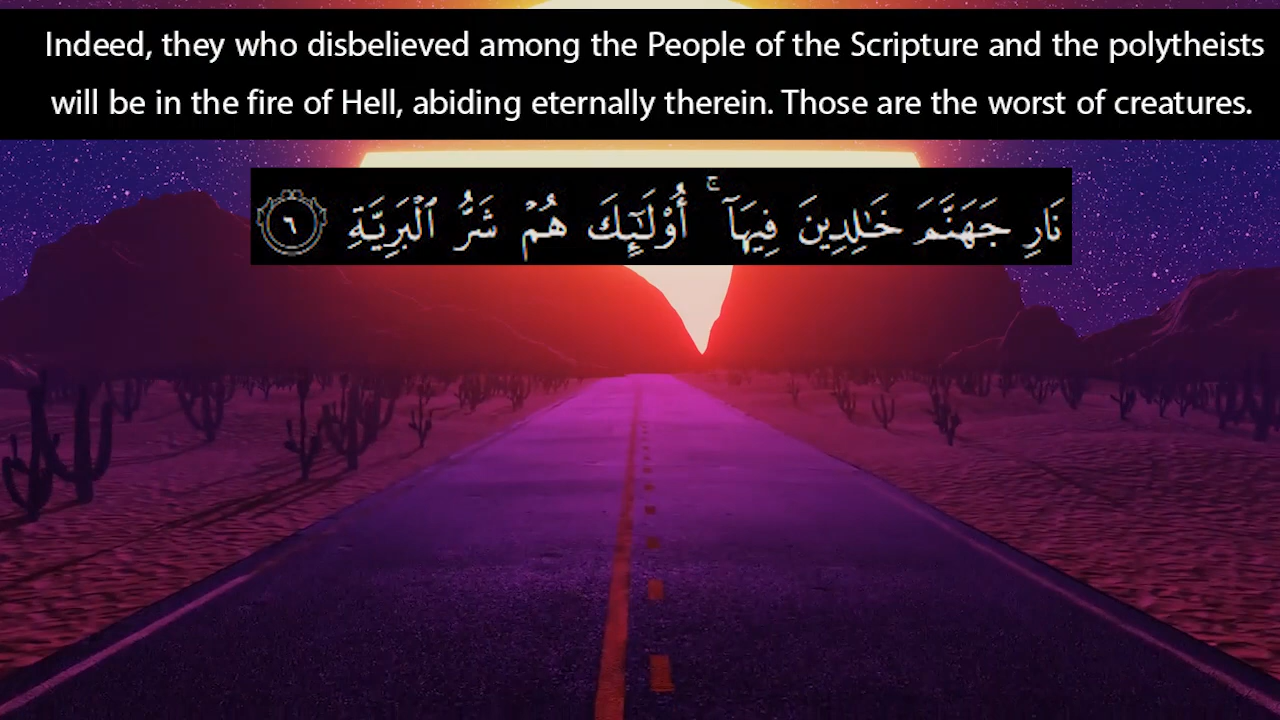 Indeed, they who disbelieved among the People of the Scripture and the polytheists
will be in the fire of Hell, abiding eternally therein. Those are the worst of creatures.
نَارِ جَهَنَّمَ خَـٰلِدِينَ فِيهَآ ۚ أُو۟لَـٰٓئِكَ هُمْ شَرُّ ٱلْبَرِيَّةِ ٦